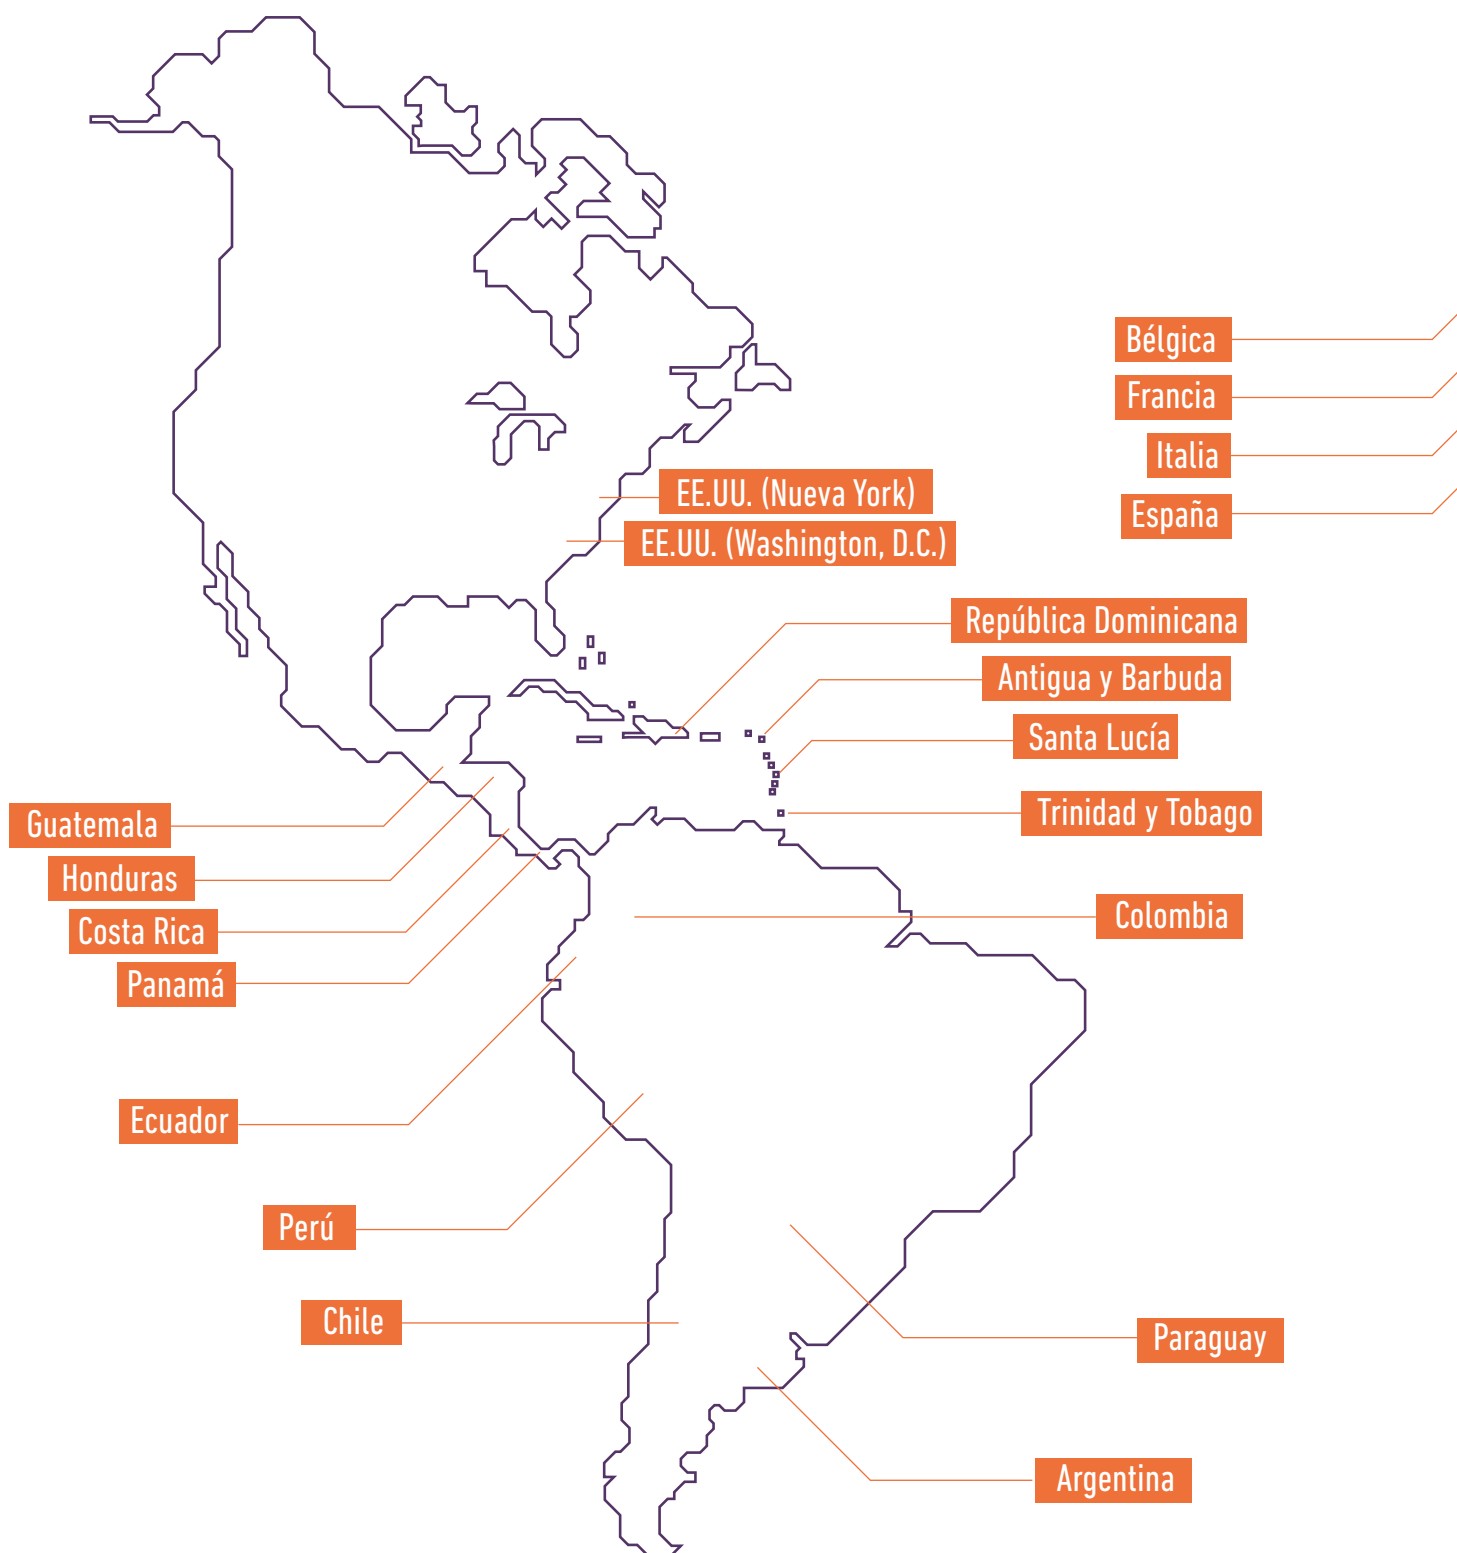 Bélgica
Francia
Italia
EE.UU. (Nueva York)
España
EE.UU. (Washington, D.C.)
República Dominicana
Antigua y Barbuda
Santa Lucía
Trinidad y Tobago
Guatemala
Honduras
Colombia
Costa Rica
Panamá
Ecuador
Perú
Chile
Paraguay
Argentina